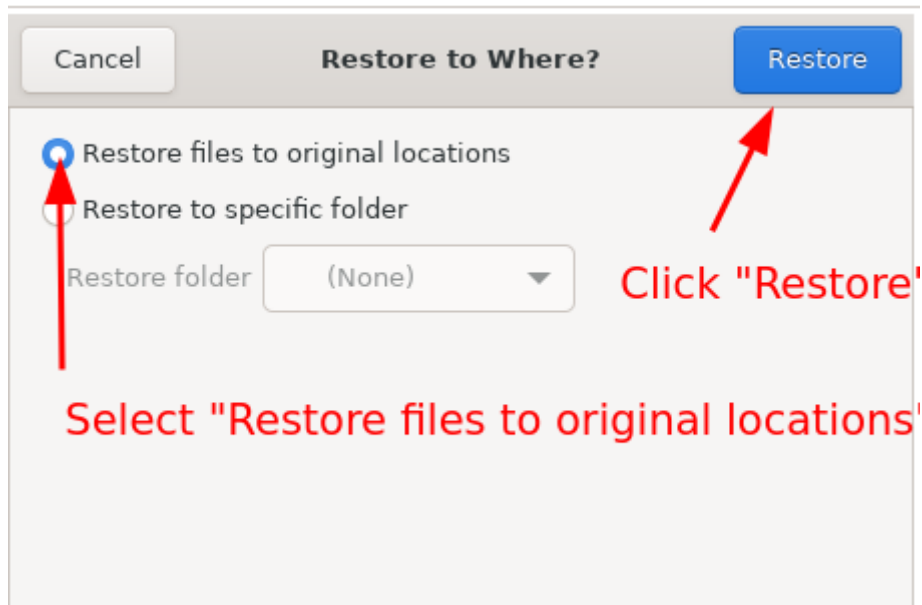 Cancel Restore to Where? Restore
Restore files to original locations
Restore to specific folder
Restore folder (None)
Click "Restore"
Select "Restore files to original locations"